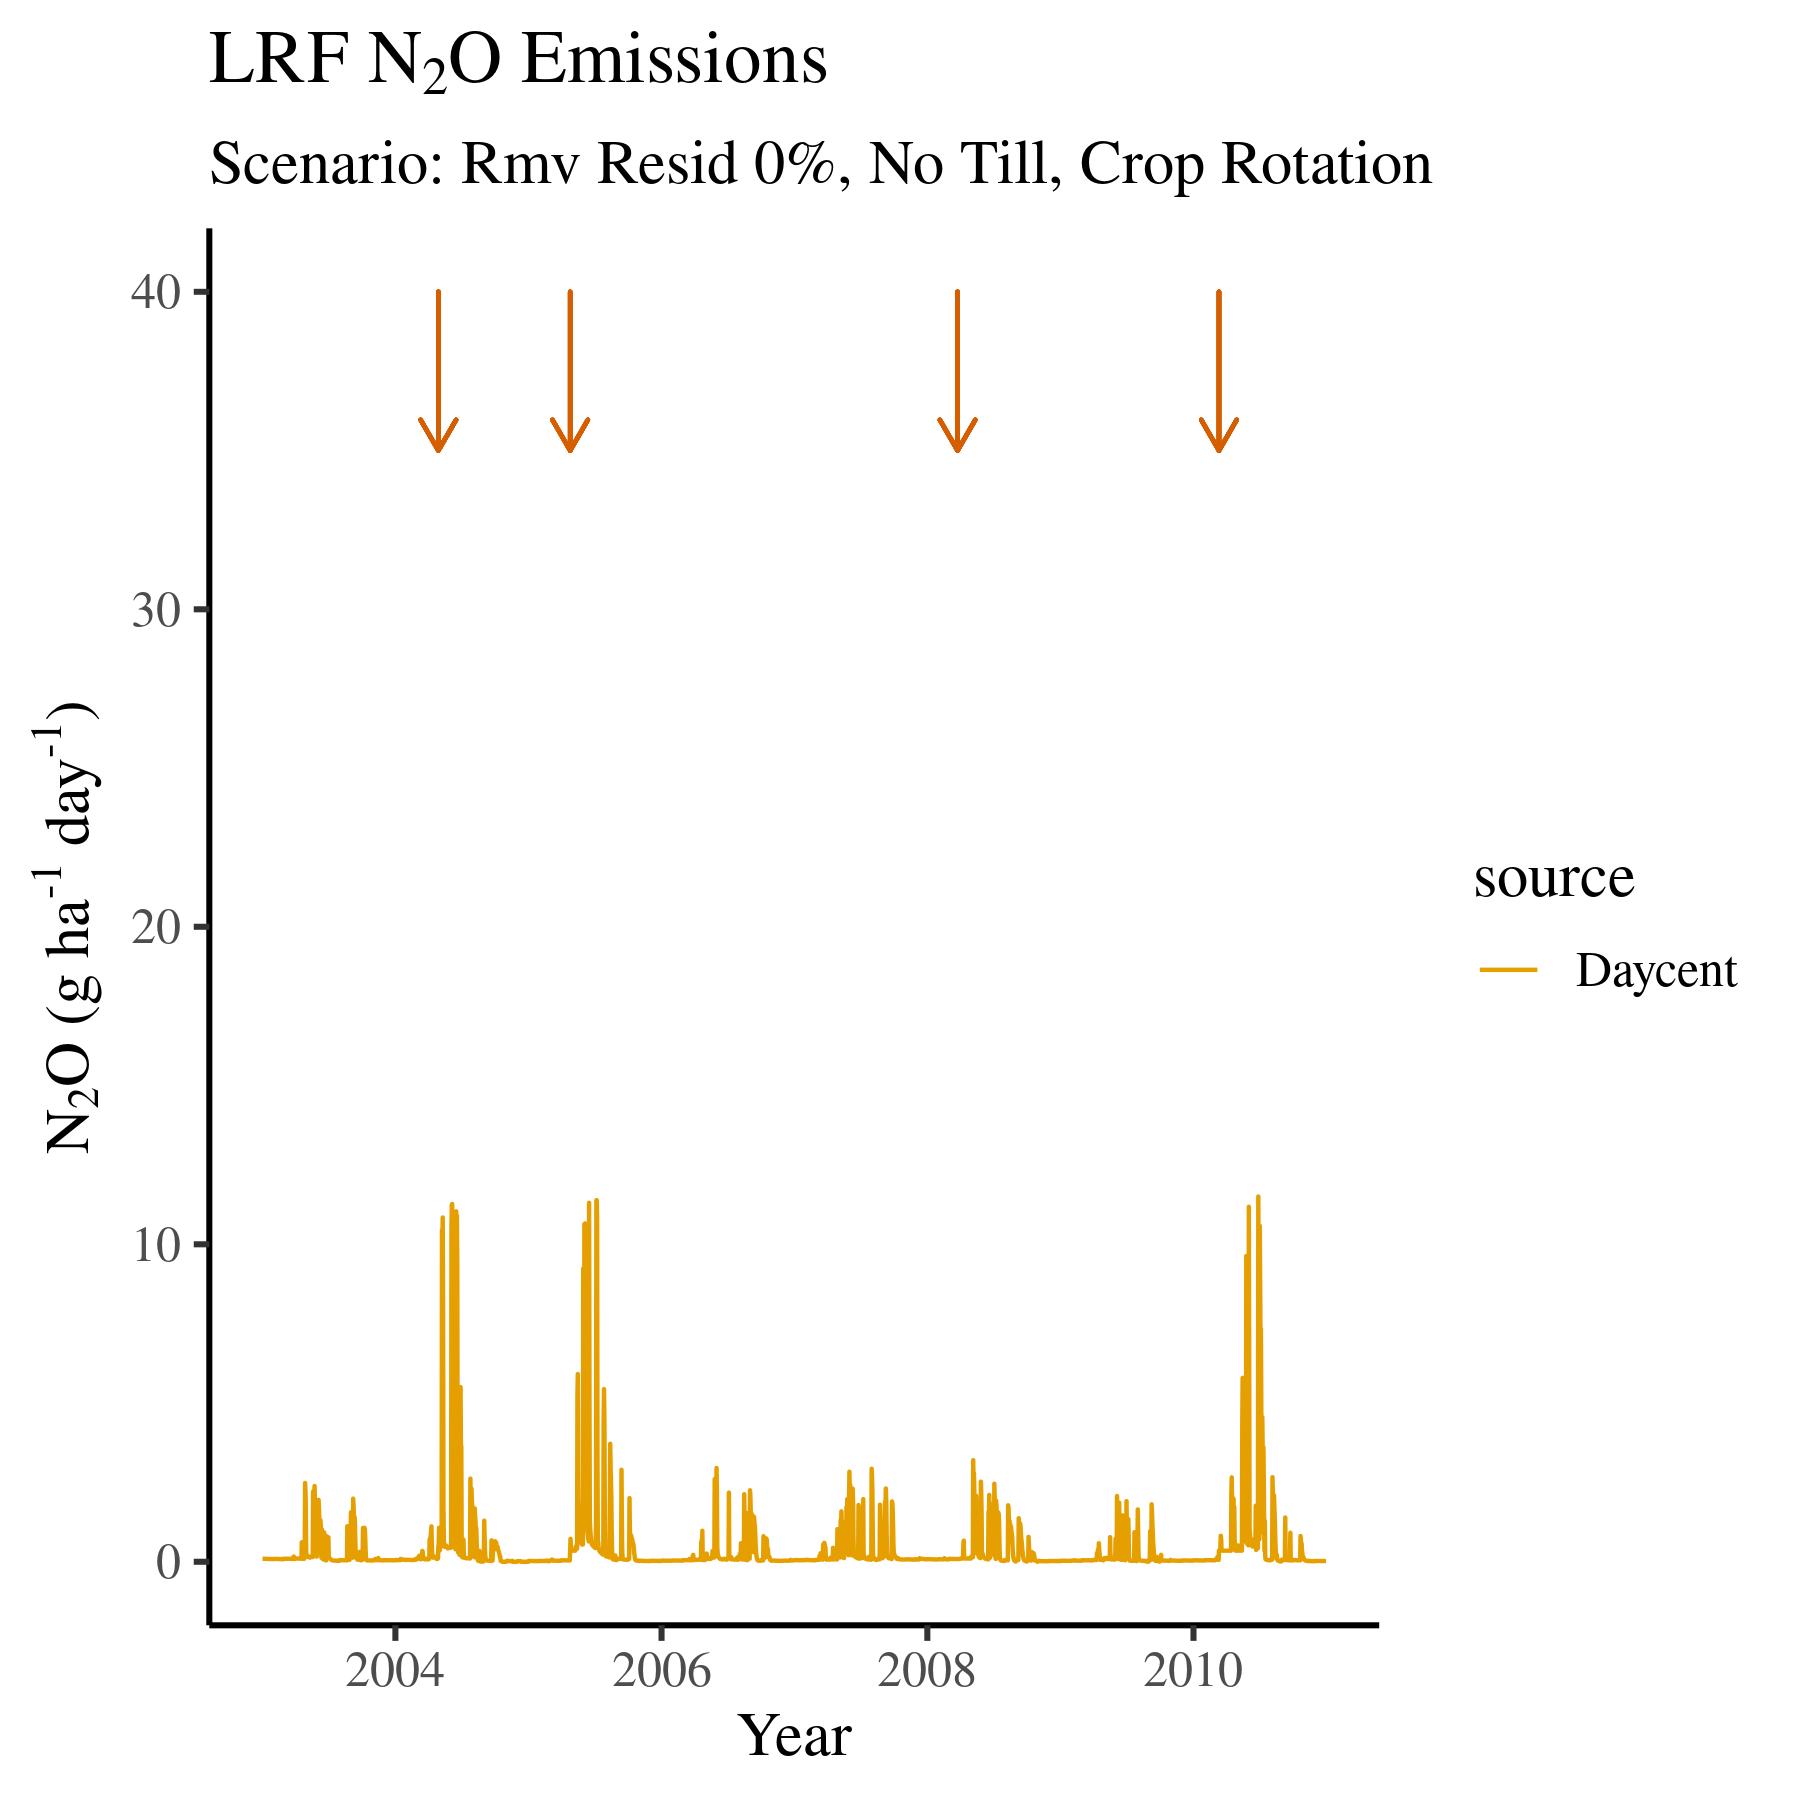 LRF N₂O Emissions
Scenario: Rmv Resid 0%, No Till, Crop Rotation
N₂O (g ha⁻¹ day⁻¹)
40
30
20
10
0
2004 2006 2008 2010
Year
source
Daycent